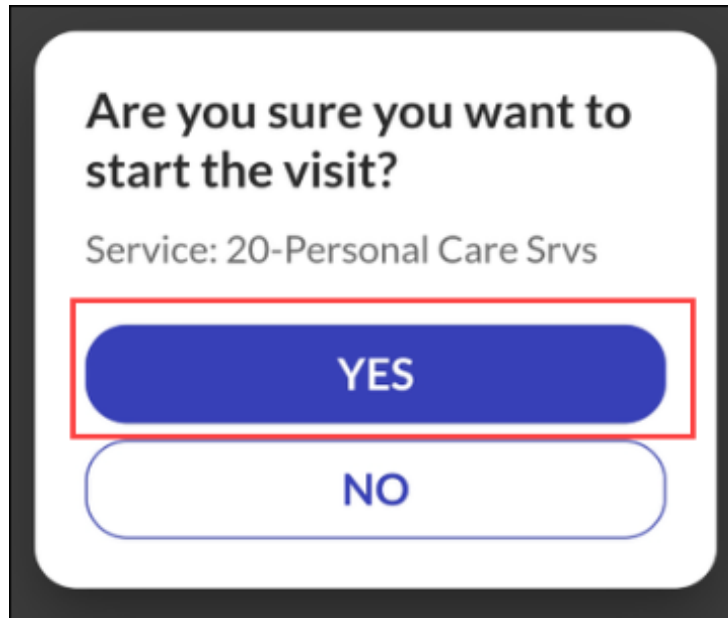 Are you sure you want to
start the visit?
Service: 20-Personal Care Srvs
YES
NO